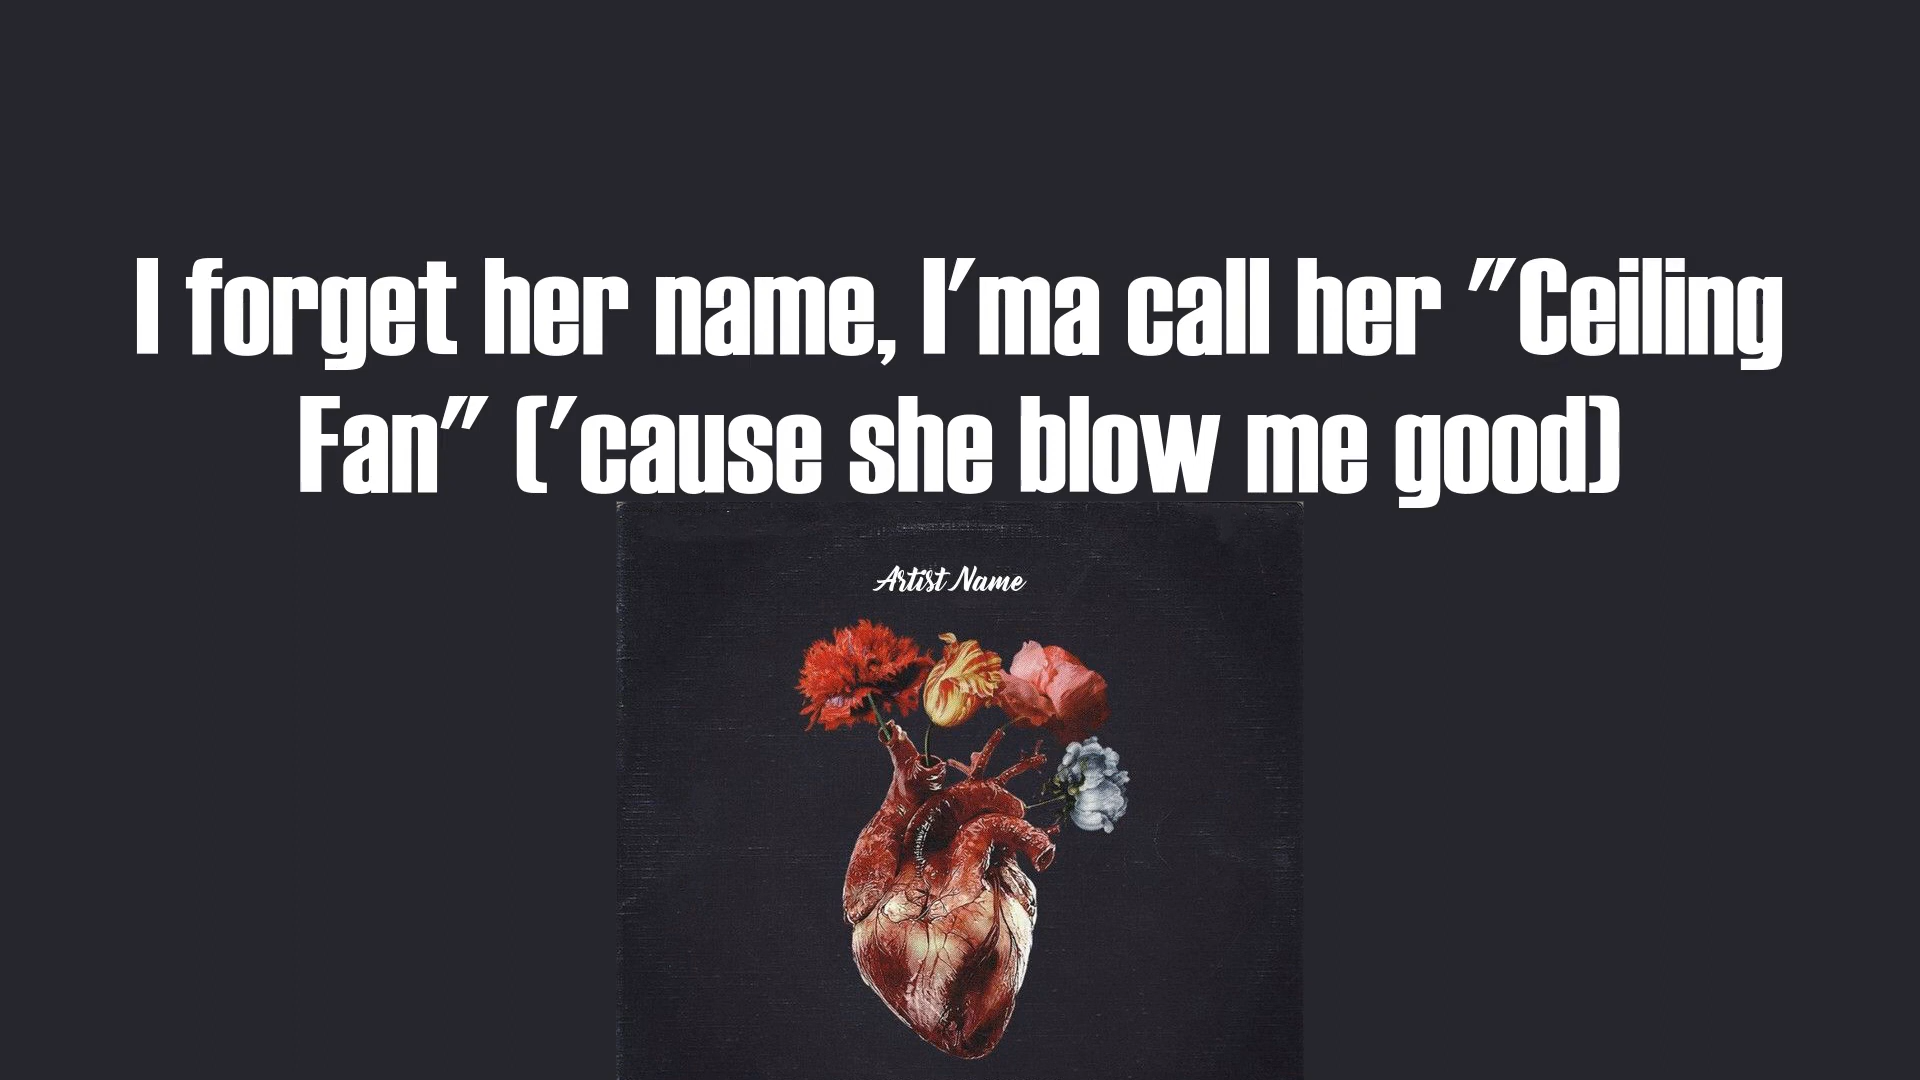 I forget her name, I'ma call her "Ceiling
Fan" ('cause she blow me good)
Artist Name